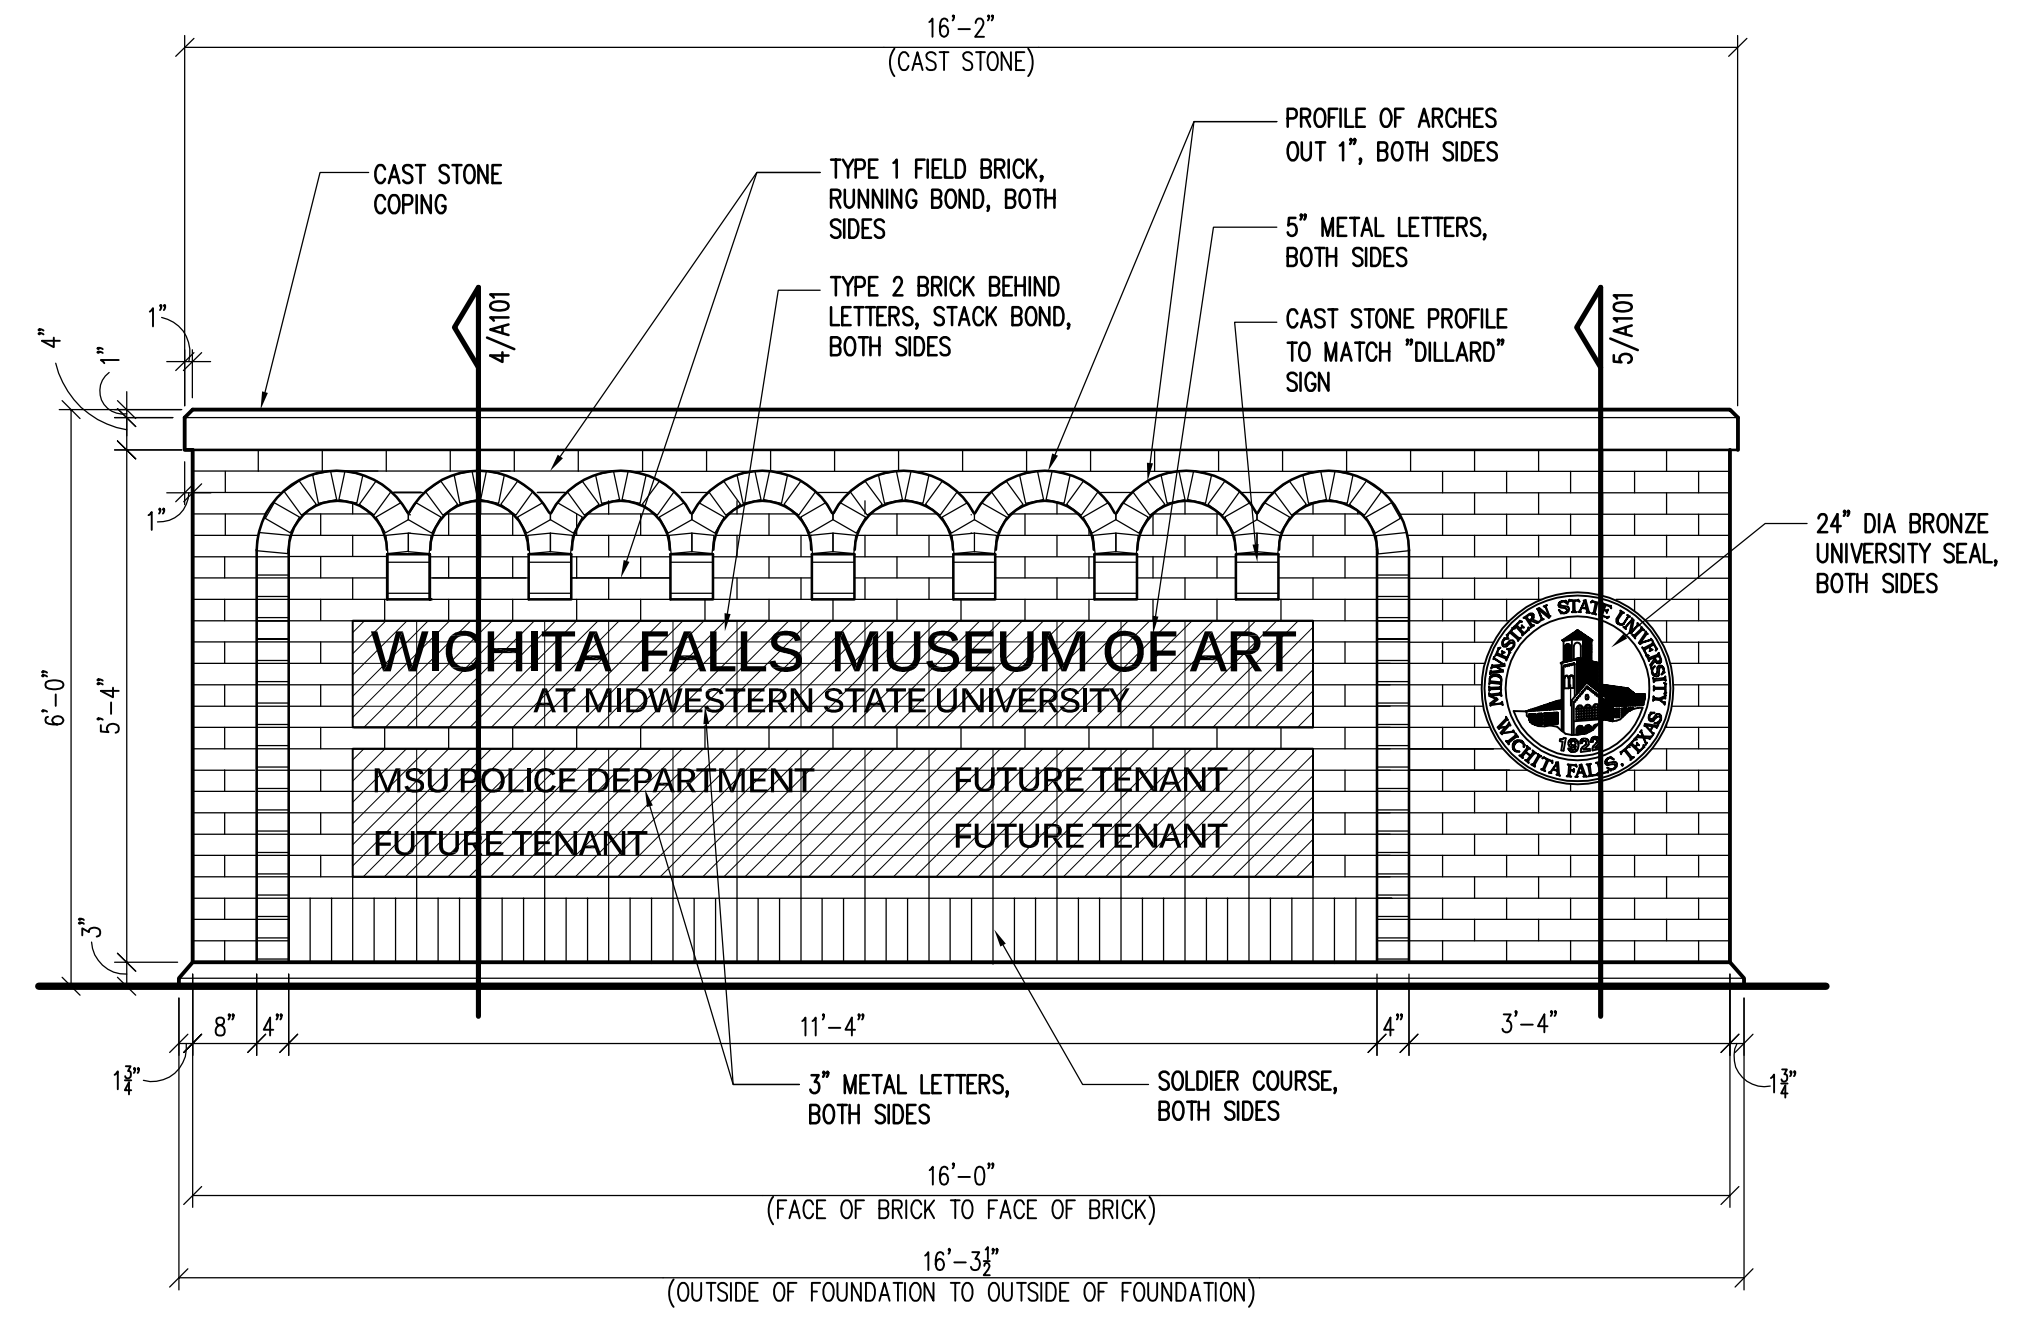 16'-2"
(CAST STONE)
PROFILE OF ARCHES
OUT 1", BOTH SIDES
TYPE 1 FIELD BRICK,
RUNNING BOND, BOTH
SIDES
CAST STONE
COPING
5" METAL LETTERS,
BOTH SIDES
TYPE 2 BRICK BEHIND
LETTERS, STACK BOND,
BOTH SIDES
CAST STONE PROFILE
TO MATCH "DILLARD"
SIGN
4/A101
5/A101
1"
4"
1"
1"
24" DIA BRONZE
UNIVERSITY SEAL,
BOTH SIDES
WICHITA FALLS MUSEUM OF ART
AT MIDWESTERN STATE UNIVERSITY
MIDWESTERN STATE UNIVERSITY
1922
WICHITA FALLS, TEXAS
6'-0"
5'-4"
MSU POLICE DEPARTMENT FUTURE TENANT
FUTURE TENANT FUTURE TENANT
3"
8" 4" 11'-4" 4" 3'-4"
1 3/4" 1 3/4"
3" METAL LETTERS,
BOTH SIDES
SOLDIER COURSE,
BOTH SIDES
16'-0"
(FACE OF BRICK TO FACE OF BRICK)
16'-3 1/2"
(OUTSIDE OF FOUNDATION TO OUTSIDE OF FOUNDATION)